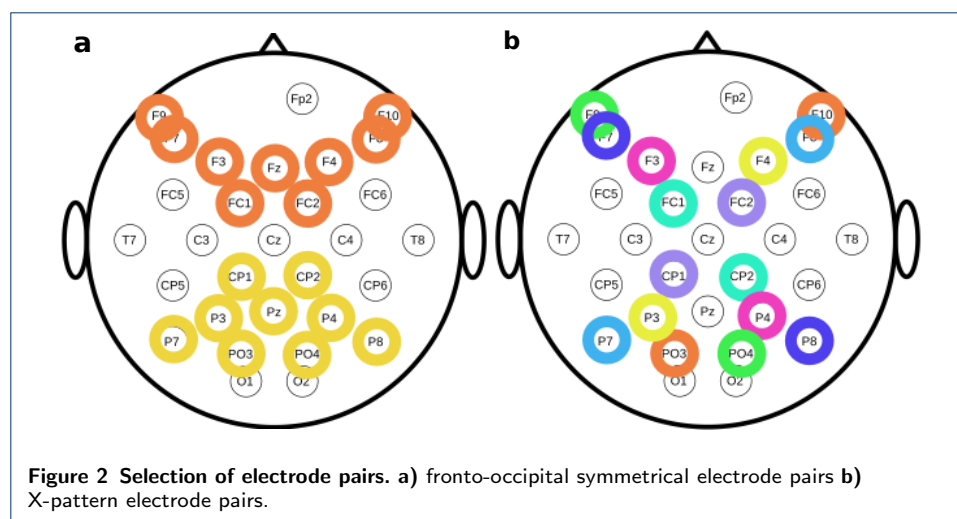 a
b
Fp2
F9
F10
F7
F8
F3
Fz
F4
FC5
FC1
FC2
FC6
T7
C3
Cz
C4
T8
CP5
CP1
CP2
CP6
P7
P3
Pz
P4
P8
PO3
PO4
O1
O2
Fp2
F9
F10
F7
F8
F3
Fz
F4
FC5
FC1
FC2
FC6
T7
C3
Cz
C4
T8
CP5
CP1
CP2
CP6
P7
P3
Pz
P4
P8
PO3
PO4
O1
O2
Figure 2 Selection of electrode pairs. a) fronto-occipital symmetrical electrode pairs b)
X-pattern electrode pairs.